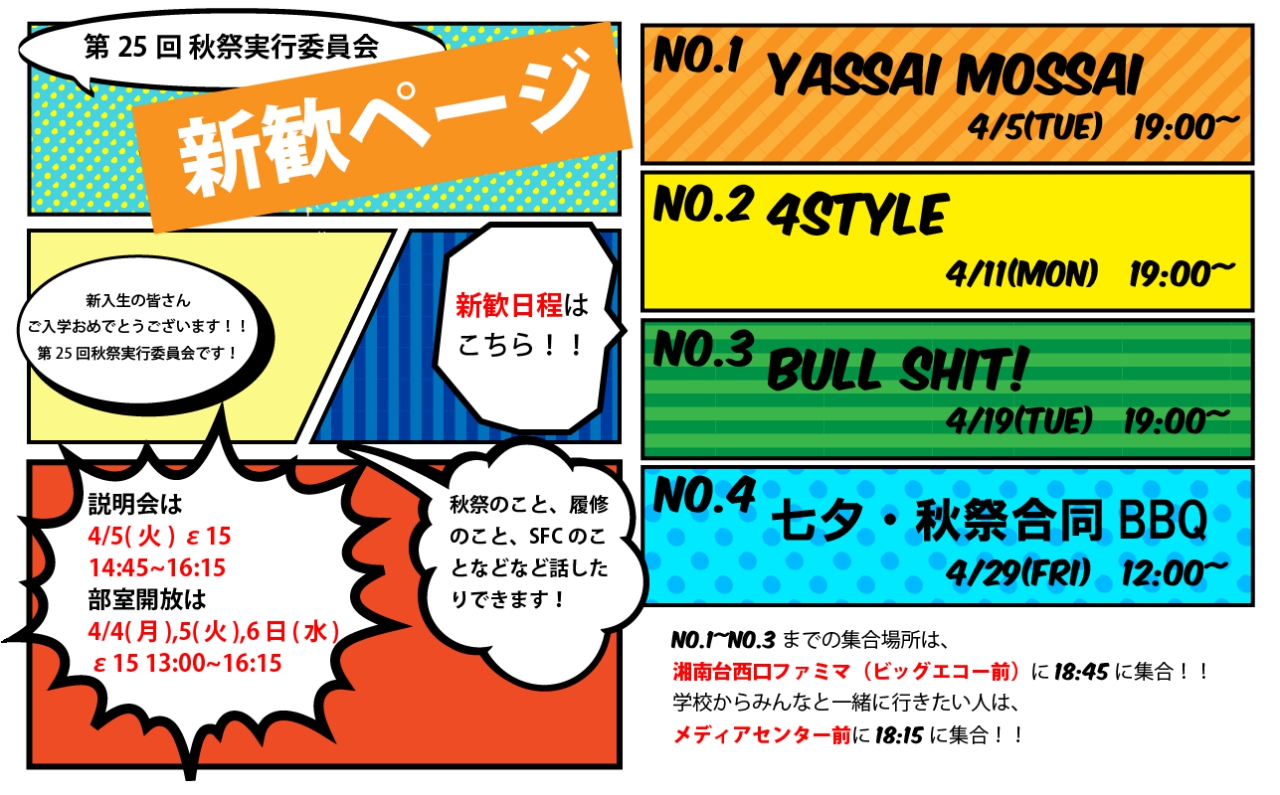 第 25 回 秋祭実行委員会
新歓ページ
新入生の皆さん
ご入学おめでとうございます！！
第 25 回秋祭実行委員会です！
新歓日程は
こちら！！
説明会は
4/5( 火 ) ε 15
14:45~16:15
部室開放は
4/4( 月 ),5( 火 ),6 日 ( 水 )
ε 15 13:00~16:15
秋祭のこと、履修
のこと、SFC のこ
となどなど話した
りできます！
NO.1 YASSAI MOSSAI
4/5(TUE) 19:00~
NO.2 4STYLE
4/11(MON) 19:00~
NO.3 BULL SHIT!
4/19(TUE) 19:00~
NO.4 七夕・秋祭合同 BBQ
4/29(FRI) 12:00~
NO.1~NO.3 までの集合場所は、
湘南台西口ファミマ（ビッグエコー前）に 18:45 に集合！！
学校からみんなと一緒に行きたい人は、
メディアセンター前に 18:15 に集合！！